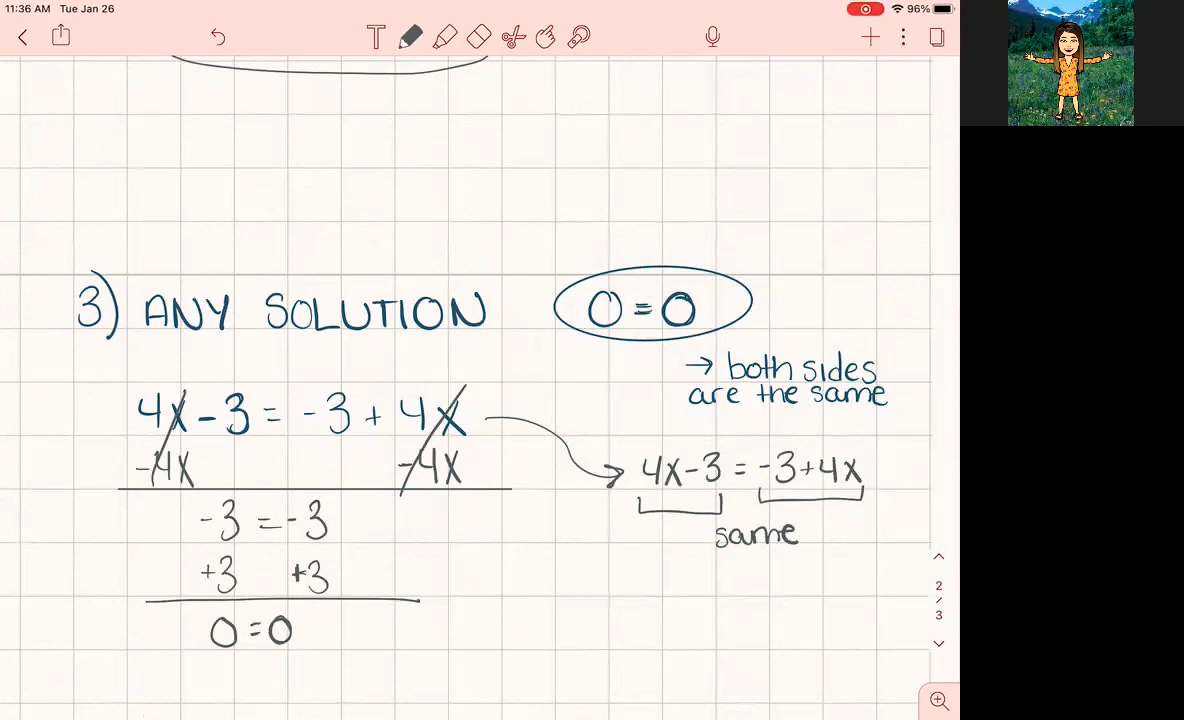 11:36 AM Tue Jan 26
96%
3) ANY SOLUTION
0 = 0
→ both sides
are the same
4x - 3 = -3 + 4x
-4x -4x
-3 = -3
+3 +3
0 = 0
4x - 3 = -3 + 4x
same
2
/
3